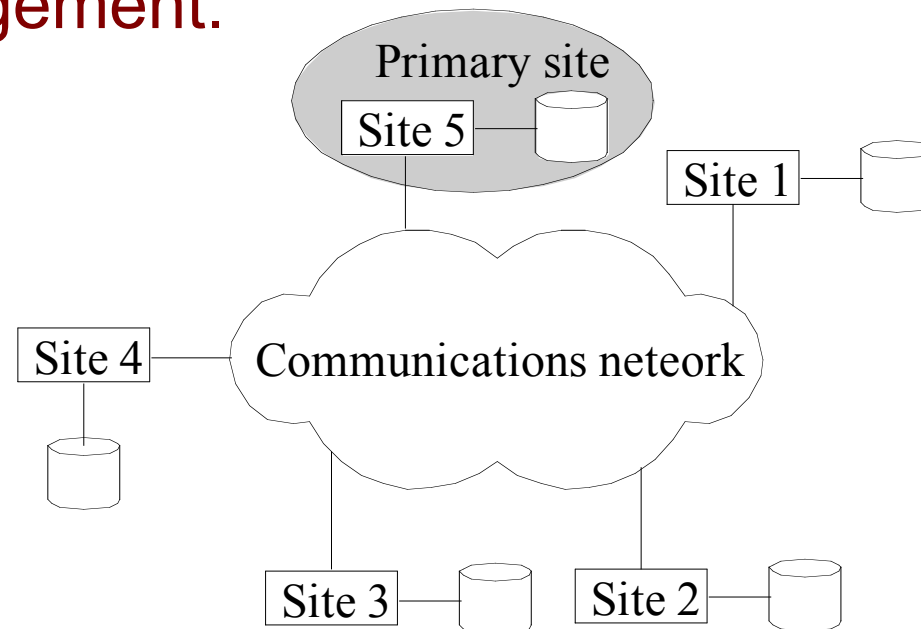 gement.
Primary site
Site 5
Site 1
Site 4
Communications neteork
Site 3
Site 2